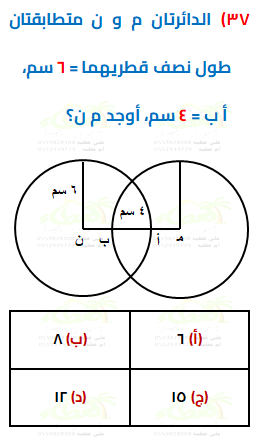 ٣٧) الدائرتان م و ن متطابقتان
طول نصف قطريهما = ٦ سم،
أ ب = ٤ سم، أوجد م ن؟
٦ سم
٤ سم
ن ب أ م
(أ) ٦ (ب) ٨
(ج) ١٥ (د) ١٢